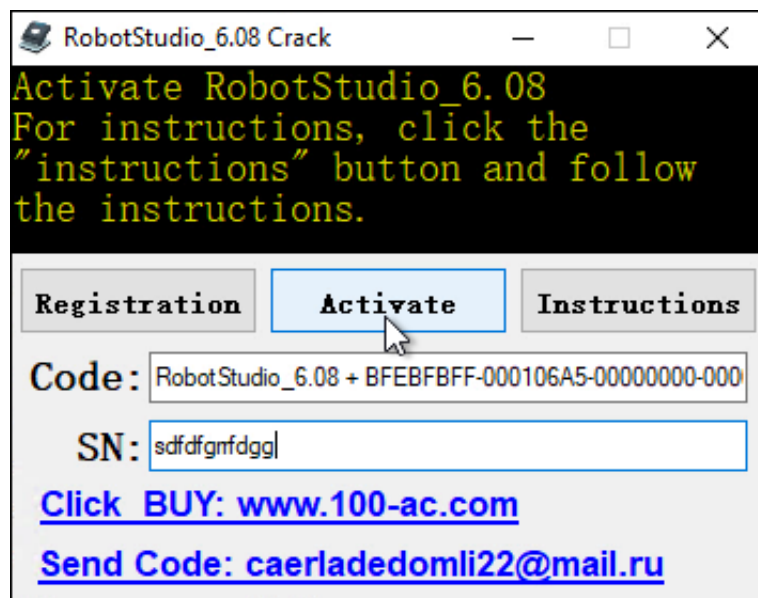 RobotStudio_6.08 Crack
Activate RobotStudio_6.08
For instructions, click the
"instructions" button and follow
the instructions.
Registration Activate Instructions
Code: RobotStudio_6.08 + BFEBFBFF-000106A5-00000000-000
SN: sdfdfgrrfdgg
Click BUY: www.100-ac.com
Send Code: caerladedomli22@mail.ru